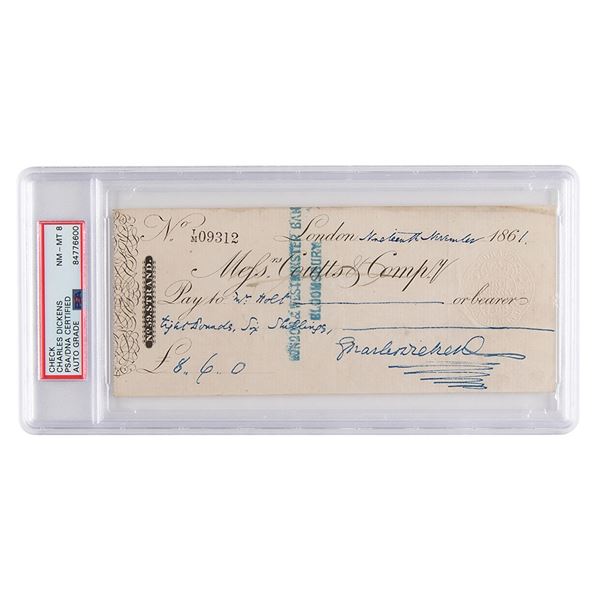 CHECK
CHARLES DICKENS
PSA/DNA CERTIFIED
AUTO GRADE
NM - MT 8
84776600
No L/M 09312 London Nineteenth November 1861.
Messrs. Coutts & Compy
Pay to Mr Holt or bearer
Eight Pounds, Six Shillings,
£8.. 6.. 0
Charles Dickens
STRAND
LONDON & WESTMINSTER BANK
BLOOMSBURY